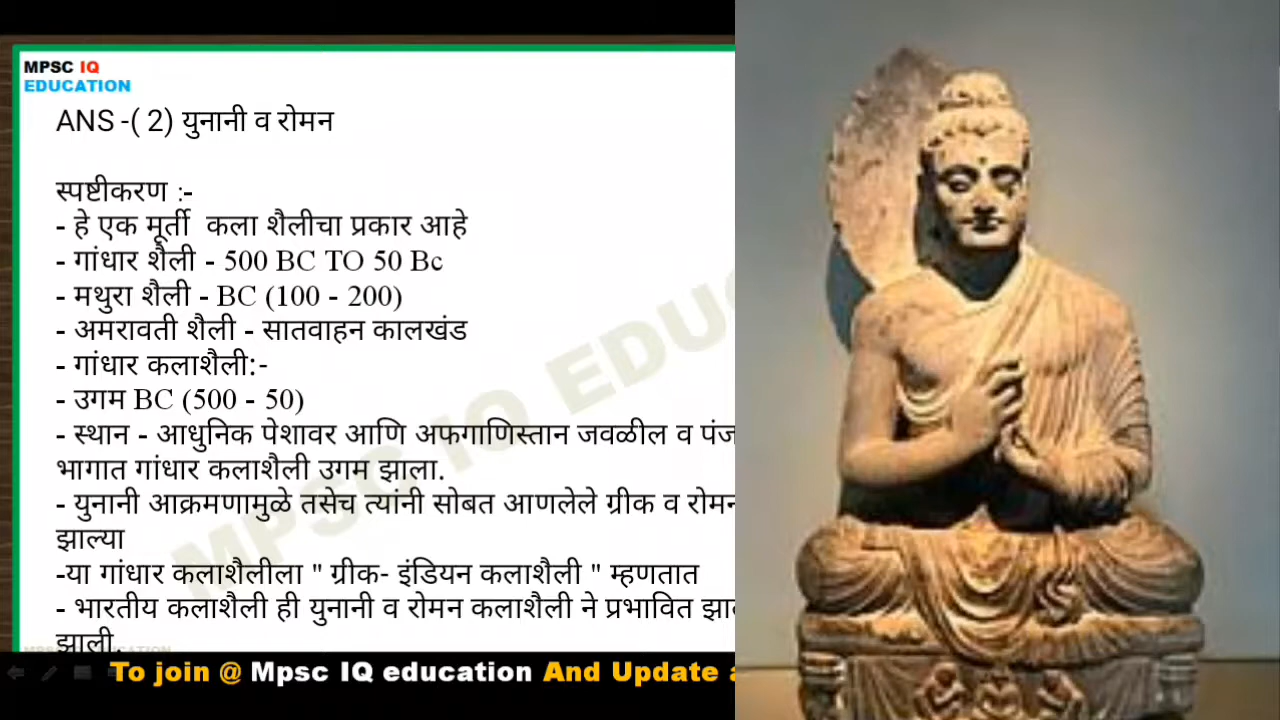 MPSC IQ
EDUCATION
ANS -( 2) युनानी व रोमन
स्पष्टीकरण :-
- हे एक मूर्ती कला शैलीचा प्रकार आहे
- गांधार शैली - 500 BC TO 50 Bc
- मथुरा शैली - BC (100 - 200)
- अमरावती शैली - सातवाहन कालखंड
- गांधार कलाशैली:-
- उगम BC (500 - 50)
- स्थान - आधुनिक पेशावर आणि अफगाणिस्तान जवळील व
भागात गांधार कलाशैली उगम झाला.
- युनानी आक्रमणामुळे तसेच त्यांनी सोबत आणलेले ग्रीक व रोमन
झाल्या
-या गांधार कलाशैलीला " ग्रीक- इंडियन कलाशैली " म्हणतात
- भारतीय कलाशैली ही युनानी व रोमन कलाशैली ने प्रभावित
झाली.
MPSC IQ
To join @ Mpsc IQ education And Update